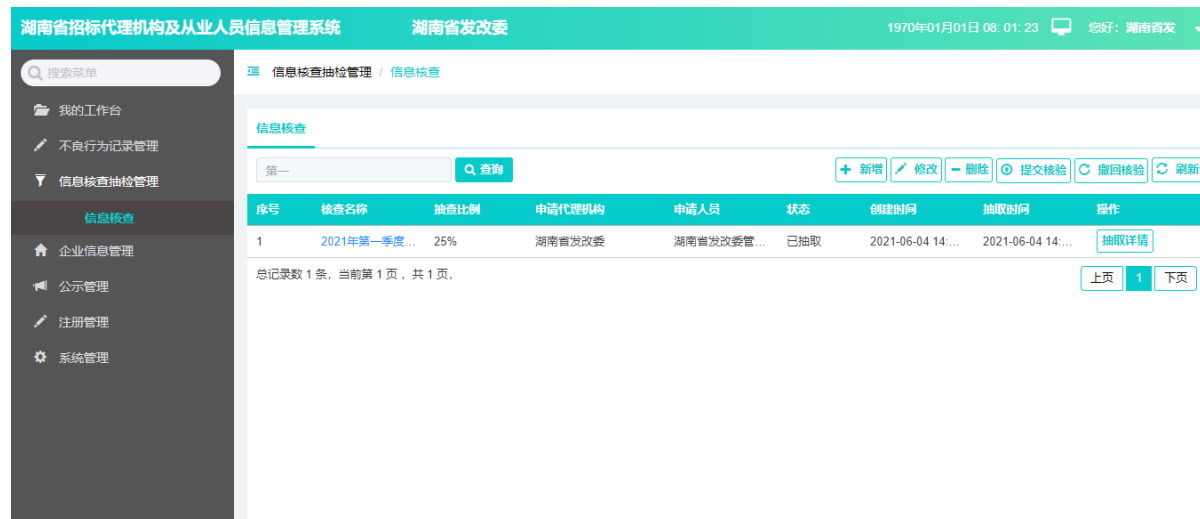 湖南省招标代理机构及从业人员信息管理系统 湖南省发改委 1970年01月01日 08: 01: 23 您好：湖南省发
搜索菜单
信息核查抽检管理 / 信息核查
我的工作台
不良行为记录管理
信息核查抽检管理
信息核查
企业信息管理
公示管理
注册管理
系统管理
信息核查
第一 查询 新增 修改 删除 提交核验 撤回核验 刷新
序号 核查名称 抽查比例 申请代理机构 申请人员 状态 创建时间 抽取时间 操作
1 2021年第一季度... 25% 湖南省发改委 湖南省发改委管... 已抽取 2021-06-04 14:... 2021-06-04 14:... 抽取详情
总记录数 1 条，当前第 1 页 ，共 1 页，
上页 1 下页